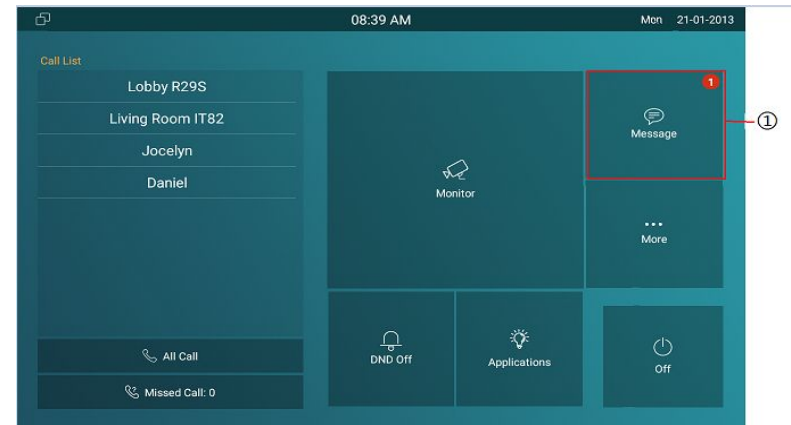 08:39 AM
Mon 21-01-2013
Call List
Lobby R29S
Living Room IT82
Jocelyn
Daniel
All Call
Missed Call: 0
Monitor
1
Message
①
More
DND Off
Applications
Off